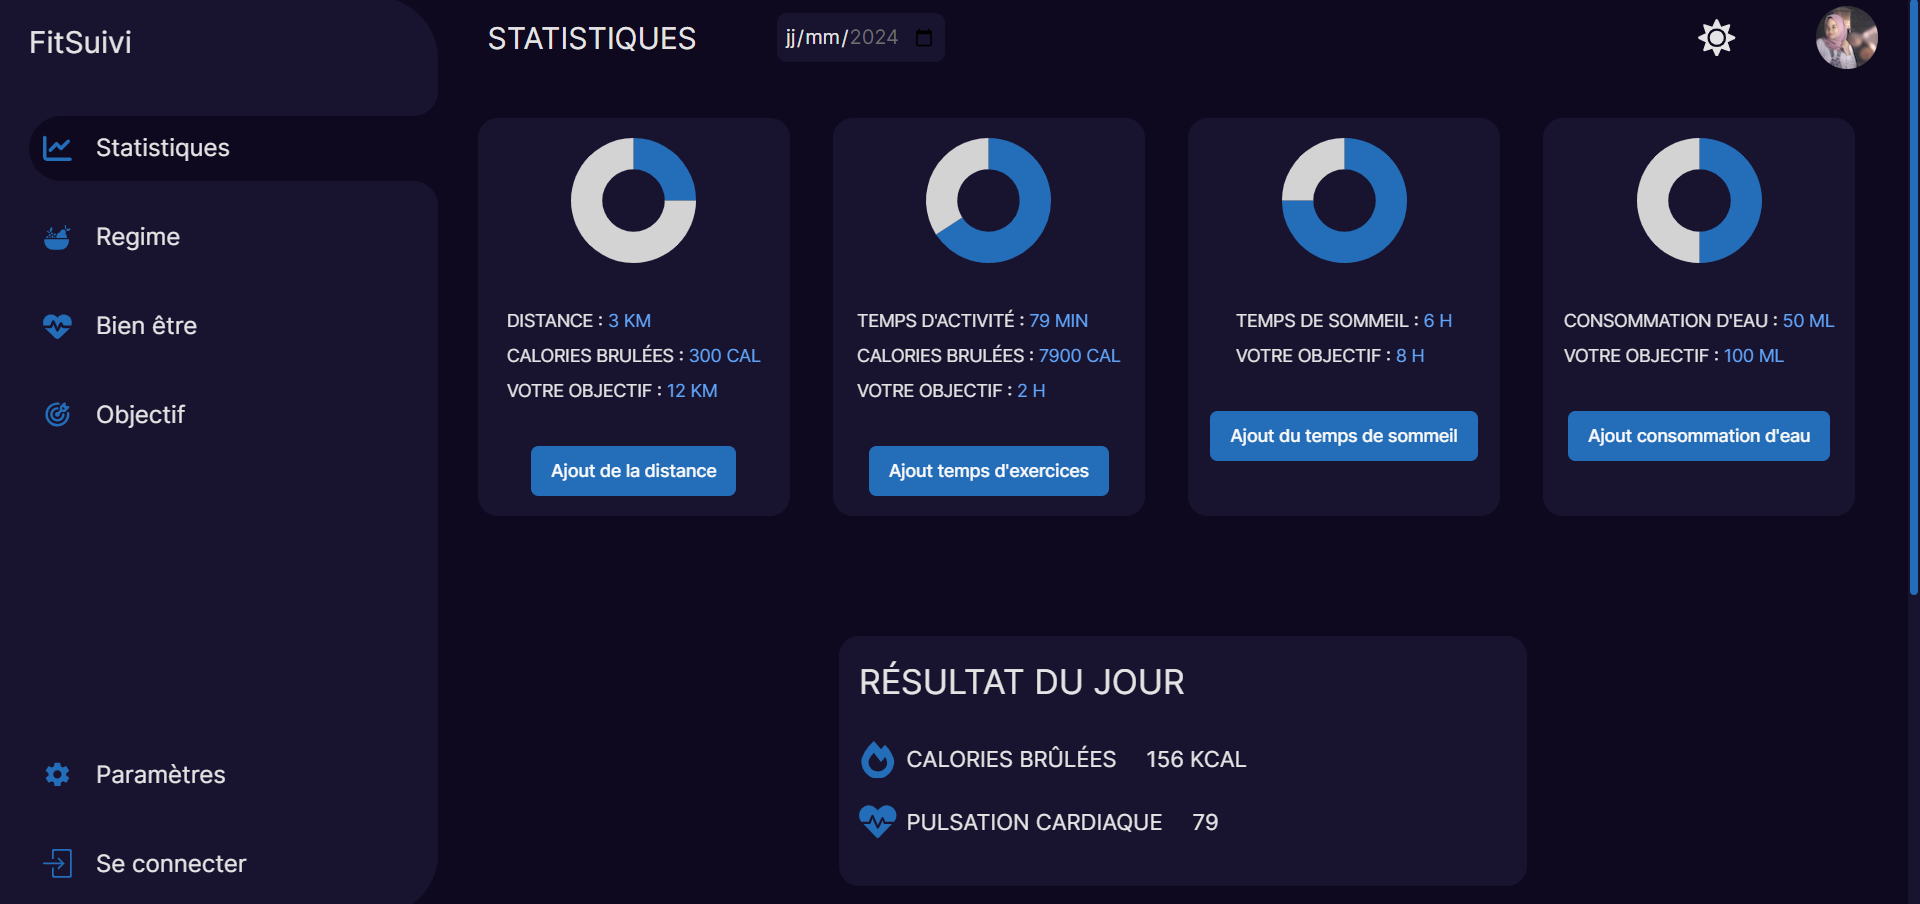 FitSuivi
Statistiques
Regime
Bien être
Objectif
Paramètres
Se connecter
STATISTIQUES
jj/mm/2024
DISTANCE : 3 KM
CALORIES BRULÉES : 300 CAL
VOTRE OBJECTIF : 12 KM
Ajout de la distance
TEMPS D'ACTIVITÉ : 79 MIN
CALORIES BRULÉES : 7900 CAL
VOTRE OBJECTIF : 2 H
Ajout temps d'exercices
TEMPS DE SOMMEIL : 6 H
VOTRE OBJECTIF : 8 H
Ajout du temps de sommeil
CONSOMMATION D'EAU : 50 ML
VOTRE OBJECTIF : 100 ML
Ajout consommation d'eau
RÉSULTAT DU JOUR
CALORIES BRÛLÉES 156 KCAL
PULSATION CARDIAQUE 79